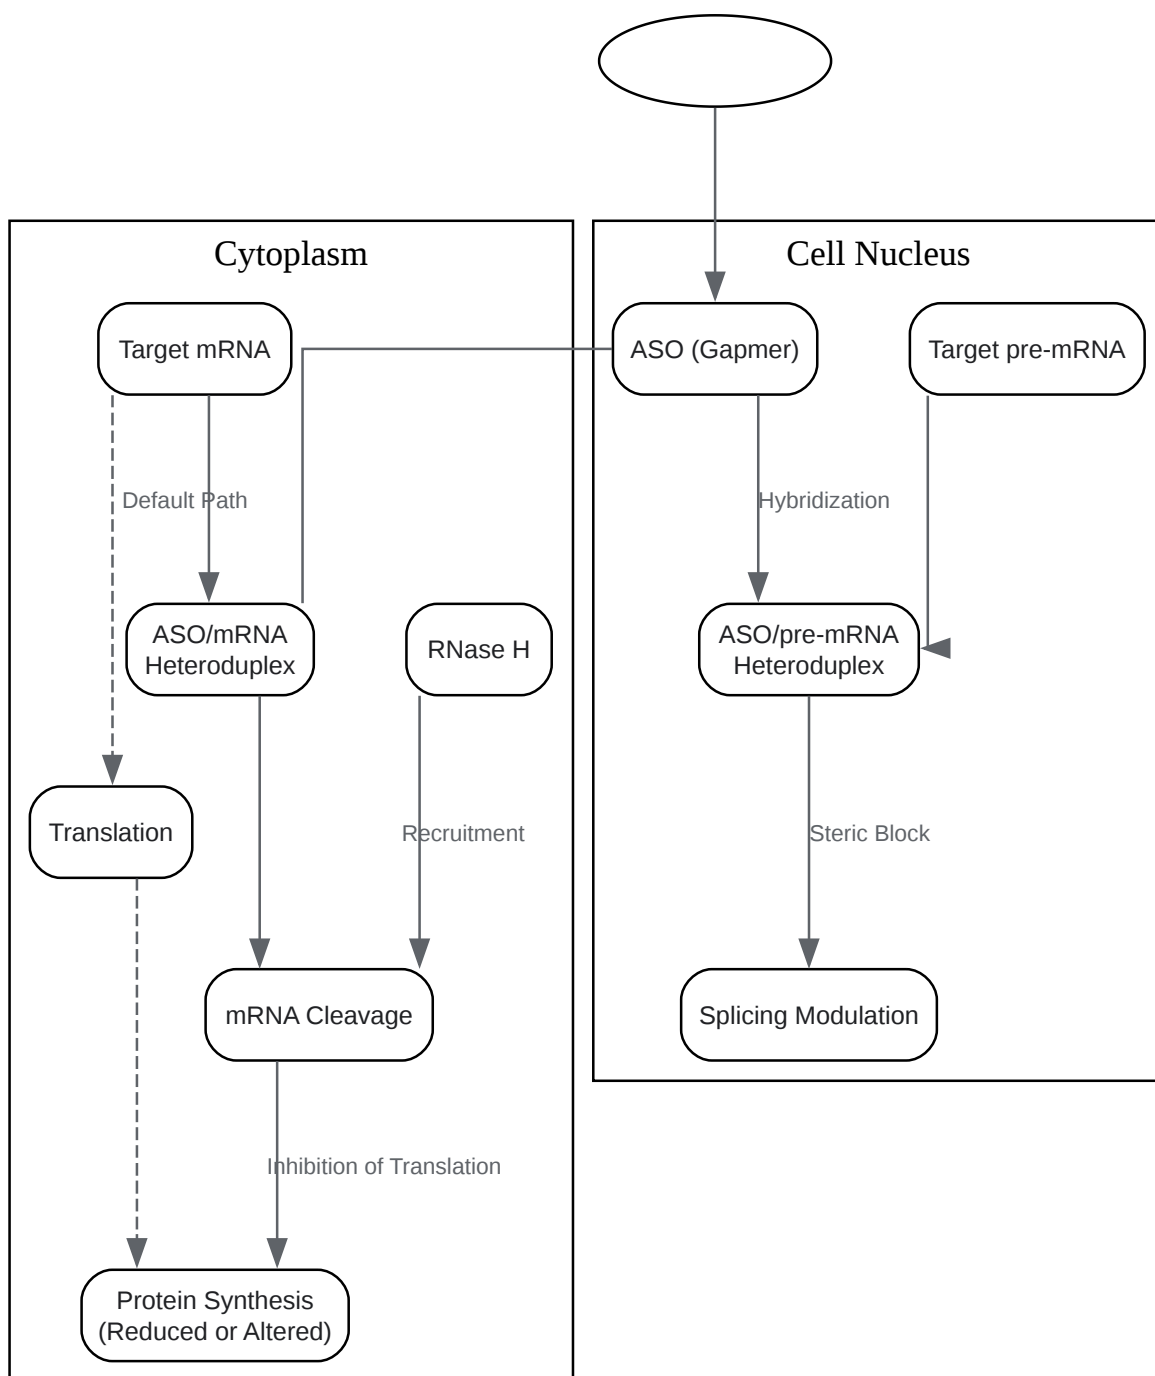 Cytoplasm
Cell Nucleus
Target mRNA
ASO (Gapmer)
Target pre-mRNA
Default Path
Hybridization
ASO/mRNA
Heteroduplex
RNase H
ASO/pre-mRNA
Heteroduplex
Translation
Recruitment
Steric Block
mRNA Cleavage
Splicing Modulation
Inhibition of Translation
Protein Synthesis
(Reduced or Altered)